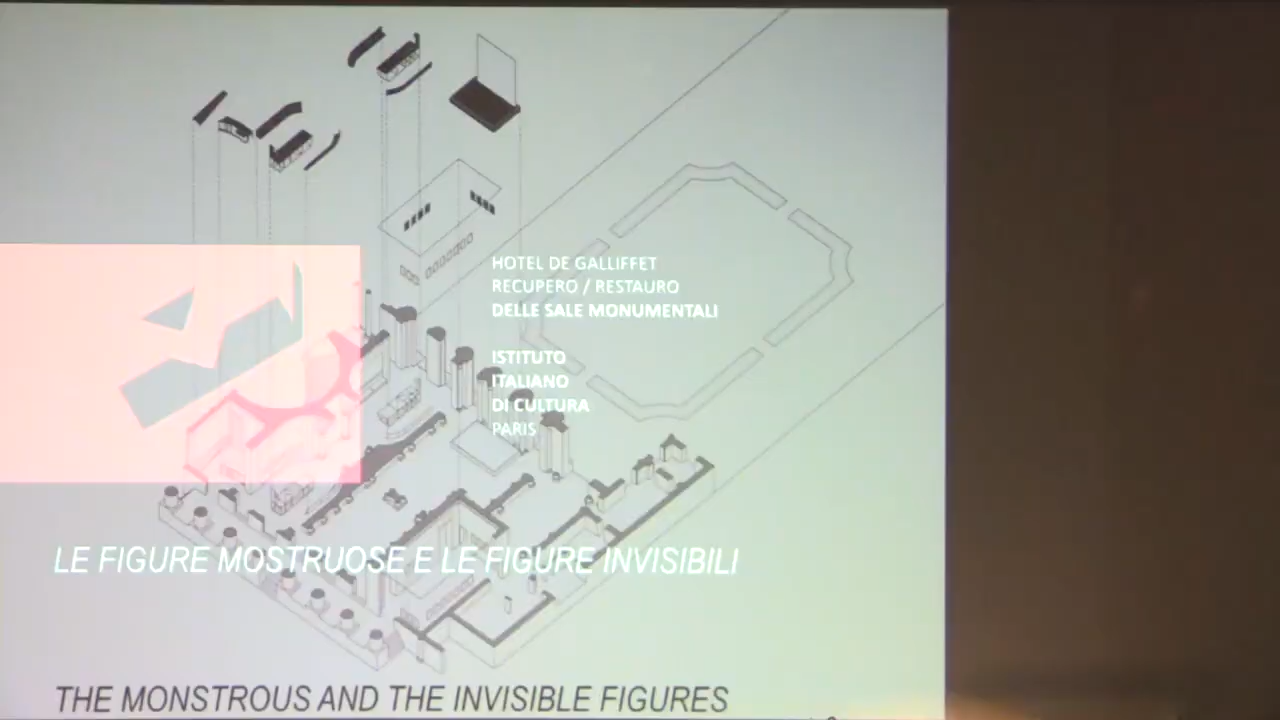 HOTEL DE GALLIFFET
RECUPERO / RESTAURO
DELLE SALE MONUMENTALI
ISTITUTO
ITALIANO
DI CULTURA
PARIS
LE FIGURE MOSTRUOSE E LE FIGURE INVISIBILI
THE MONSTROUS AND THE INVISIBLE FIGURES